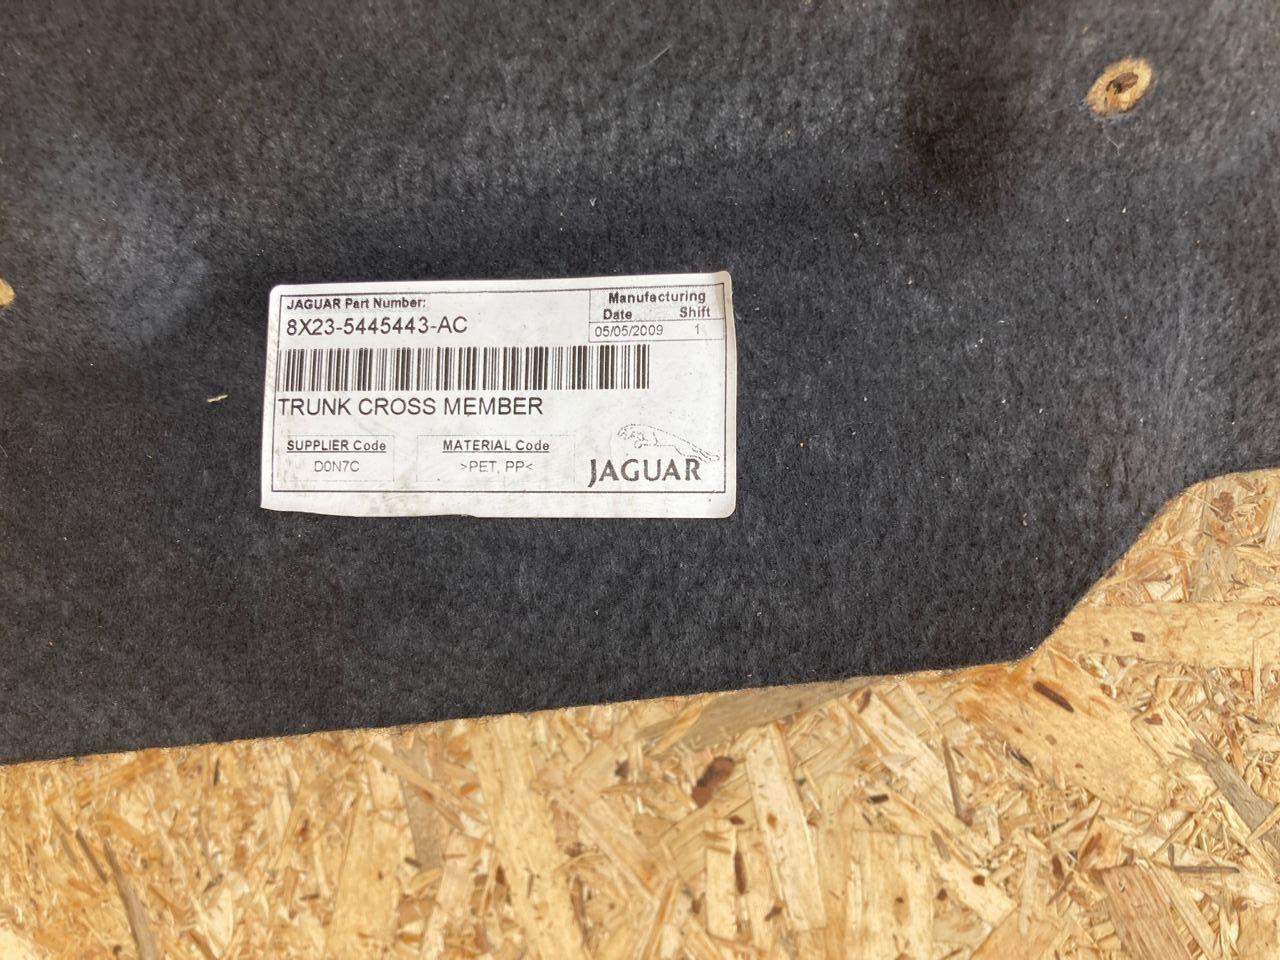 JAGUAR Part Number:
8X23-5445443-AC
Manufacturing
Date Shift
05/05/2009 1
TRUNK CROSS MEMBER
SUPPLIER Code
D0N7C
MATERIAL Code
>PET, PP<
JAGUAR